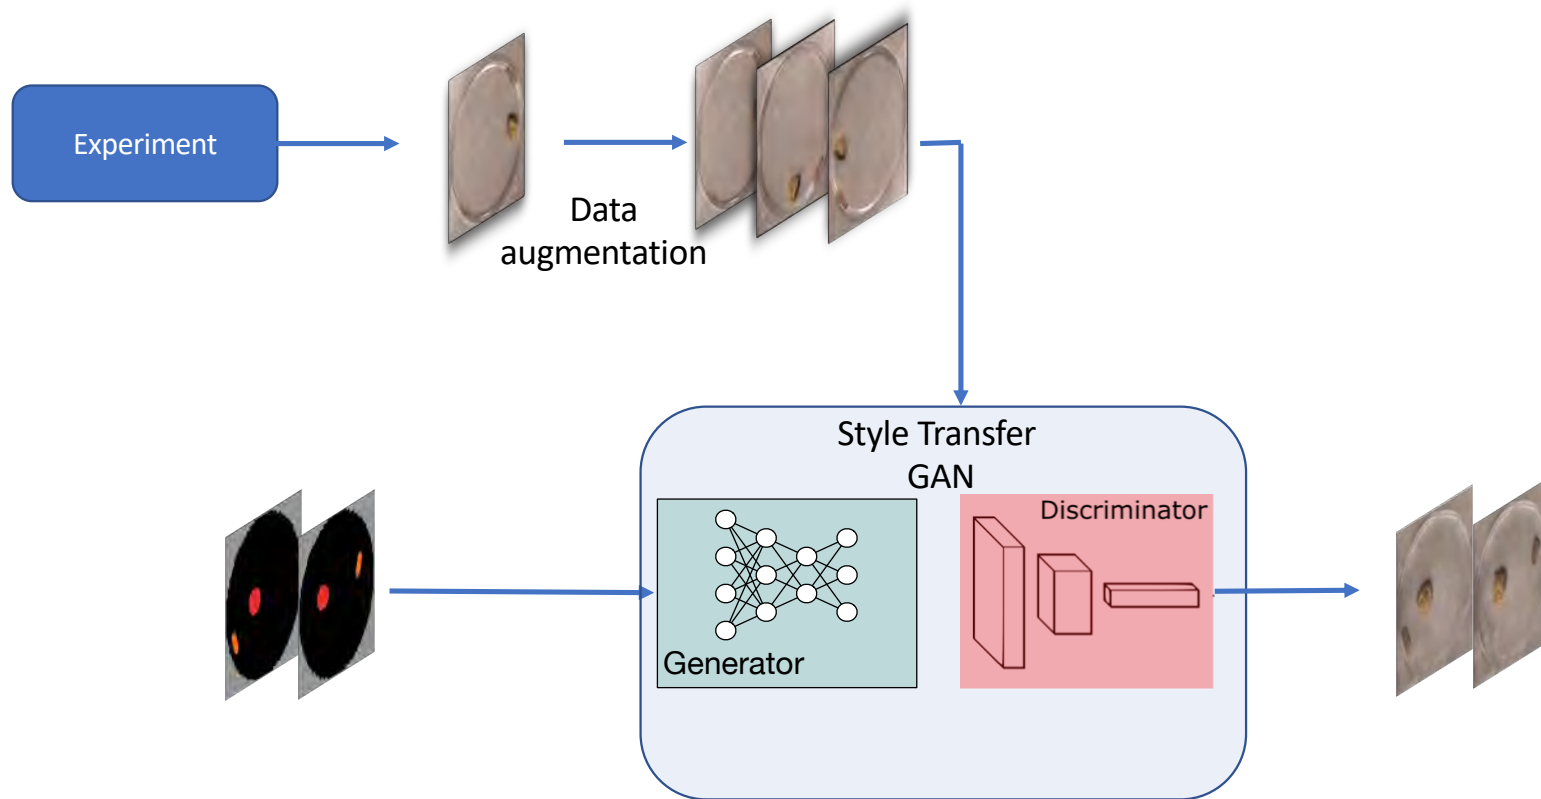 Experiment
Data
augmentation
Style Transfer
GAN
Discriminator
Generator